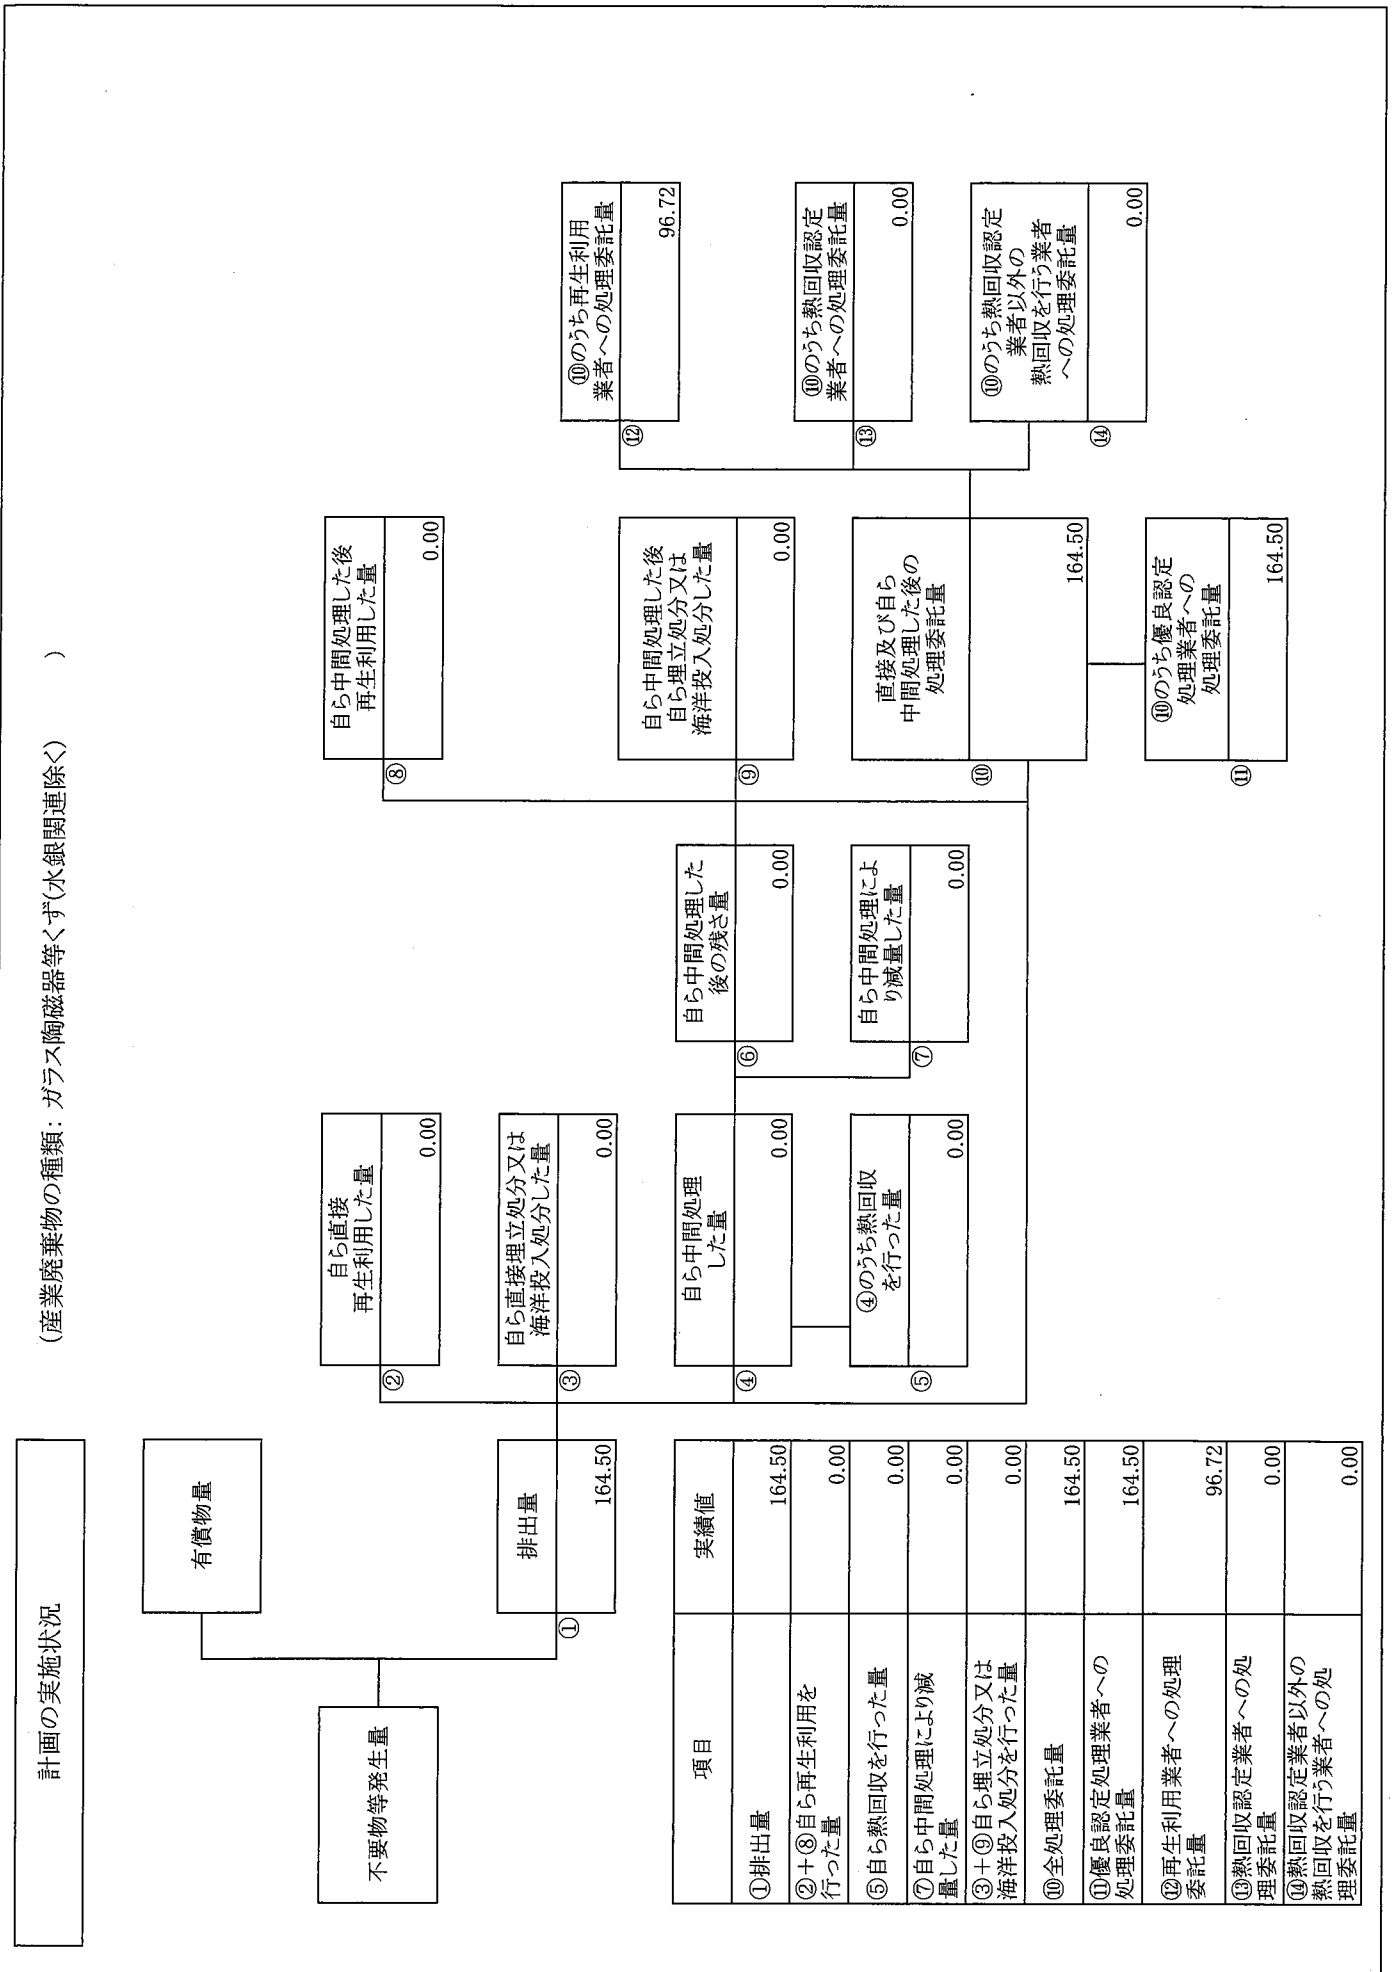 計画の実施状況
(産業廃棄物の種類：ガラス陶磁器等くず(水銀関連除く) )
不要物等発生量
有償物量
①
排出量
164.50
②
自ら直接
再生利用した量
0.00
③
自ら直接埋立処分又は
海洋投入処分した量
0.00
④
自ら中間処理
した量
0.00
⑤
④のうち熱回収
を行った量
0.00
⑥
自ら中間処理した
後の残さ量
0.00
⑦
自ら中間処理によ
り減量した量
0.00
⑧
自ら中間処理した後
再生利用した量
0.00
⑨
自ら中間処理した後
自ら埋立処分又は
海洋投入処分した量
0.00
⑩
直接及び自ら
中間処理した後の
処理委託量
164.50
⑪
⑩のうち優良認定
処理業者への
処理委託量
164.50
⑫
⑩のうち再生利用
業者への処理委託量
96.72
⑬
⑩のうち熱回収認定
業者への処理委託量
0.00
⑭
⑩のうち熱回収認定
業者以外の
熱回収を行う業者
への処理委託量
0.00
項目 実績値
①排出量 164.50
②+⑧自ら再生利用を
行った量 0.00
⑤自ら熱回収を行った量 0.00
⑦自ら中間処理により減
量した量 0.00
③+⑨自ら埋立処分又は
海洋投入処分を行った量 0.00
⑩全処理委託量 164.50
⑪優良認定処理業者への
処理委託量 164.50
⑫再生利用業者への処理
委託量 96.72
⑬熱回収認定業者への処
理委託量 0.00
⑭熱回収認定業者以外の
熱回収を行う業者への処
理委託量 0.00